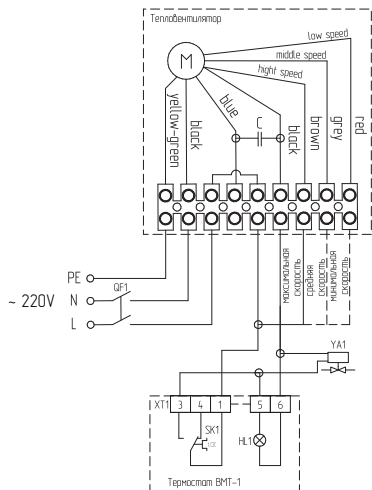 Тепловентилятор
low speed
middle speed
hight speed
M
yellow-green
black
blue
C
black
brown
grey
red
PE
QF1
~ 220V
N
L
максимальная
скорость
средняя
скорость
минимальная
скорость
YA1
XT1
3
4
1
5
6
SK1
HL1
Термостат ВМТ-1